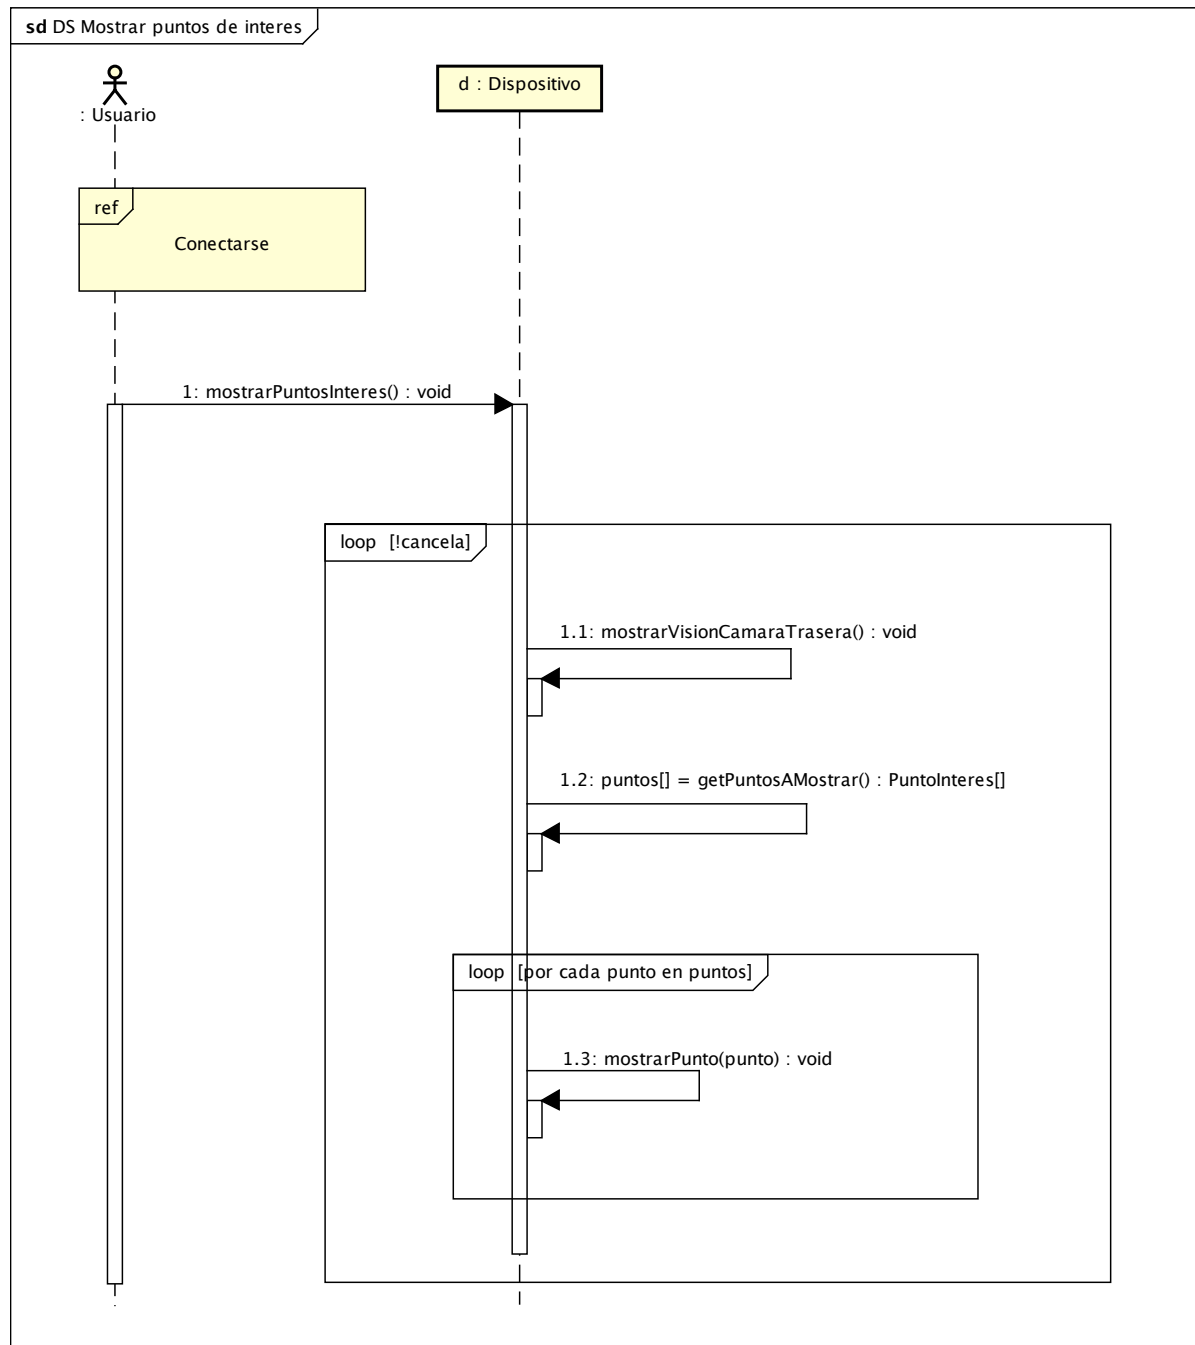 sd DS Mostrar puntos de interes
: Usuario
d : Dispositivo
ref
Conectarse
1: mostrarPuntosInteres() : void
loop [!cancela]
1.1: mostrarVisionCamaraTrasera() : void
1.2: puntos[] = getPuntosAMostrar() : PuntoInteres[]
loop [por cada punto en puntos]
1.3: mostrarPunto(punto) : void